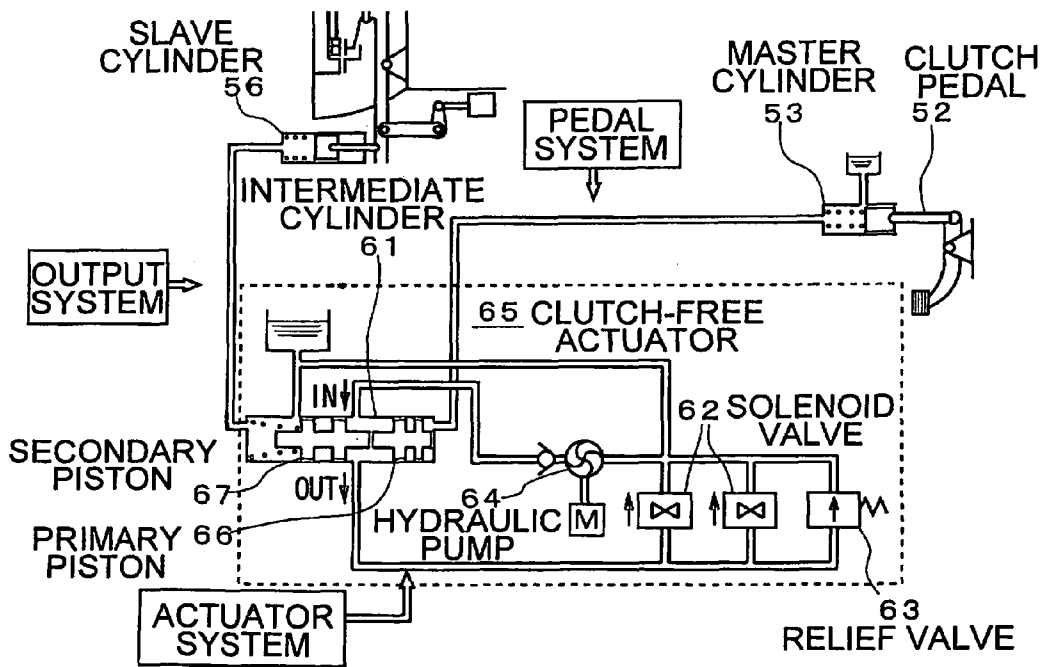 SLAVE
CYLINDER
56
MASTER
CYLINDER
53
CLUTCH
PEDAL
52
PEDAL
SYSTEM
INTERMEDIATE
CYLINDER
61
OUTPUT
SYSTEM
65 CLUTCH-FREE
ACTUATOR
IN
62 SOLENOID
VALVE
SECONDARY
PISTON
67
OUT
64
M
HYDRAULIC
PUMP
PRIMARY
PISTON
66
ACTUATOR
SYSTEM
63
RELIEF VALVE